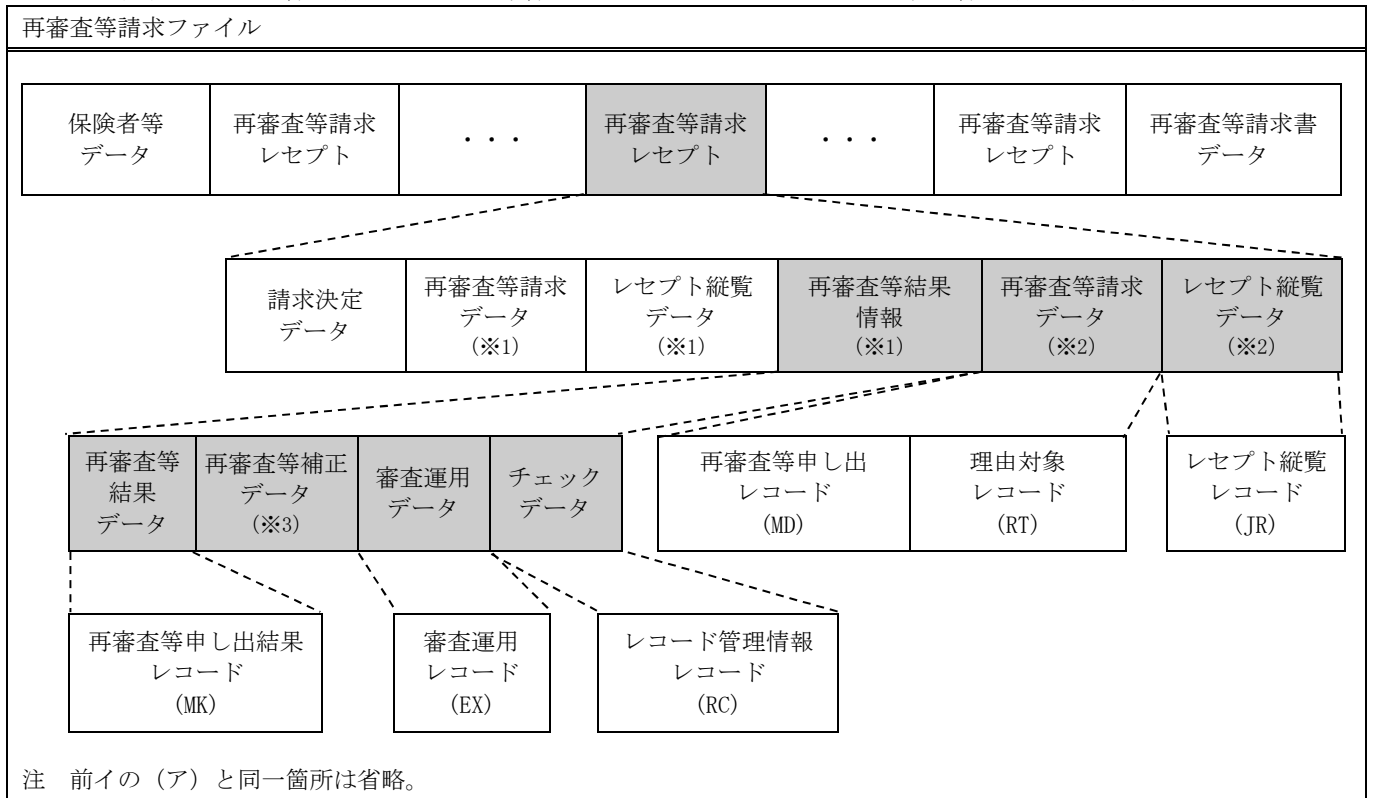 再審査等請求ファイル
保険者等
データ
再審査等請求
レセプト
・・・
再審査等請求
レセプト
・・・
再審査等請求
レセプト
再審査等請求書
データ
請求決定
データ
再審査等請求
データ
(※1)
レセプト縦覧
データ
(※1)
再審査等結果
情報
(※1)
再審査等請求
データ
(※2)
レセプト縦覧
データ
(※2)
再審査等
結果
データ
再審査等補正
データ
(※3)
審査運用
データ
チェック
データ
再審査等申し出
レコード
(MD)
理由対象
レコード
(RT)
レセプト縦覧
レコード
(JR)
再審査等申し出結果
レコード
(MK)
審査運用
レコード
(EX)
レコード管理情報
レコード
(RC)
注　前イの（ア）と同一箇所は省略。